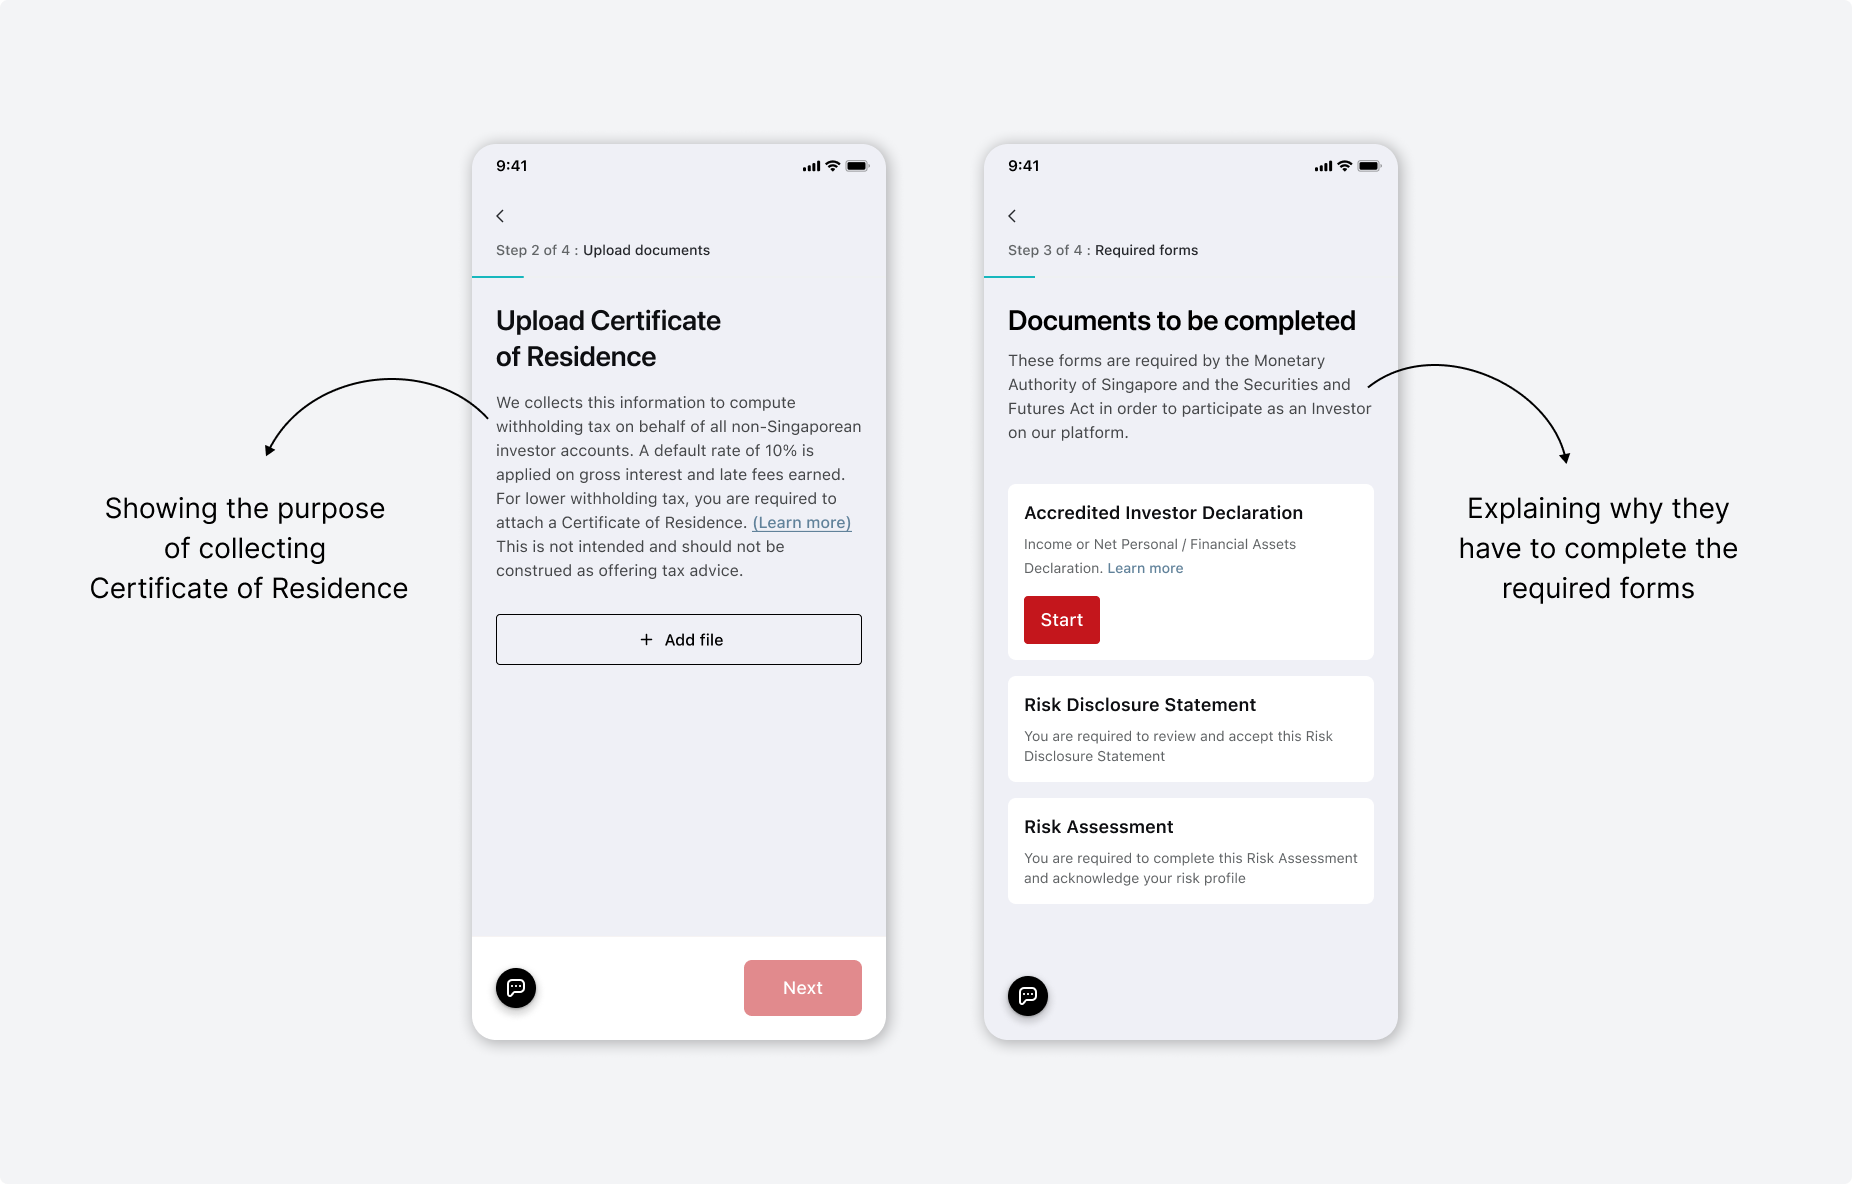 9:41
Step 2 of 4 : Upload documents
Upload Certificate
of Residence
We collects this information to compute
withholding tax on behalf of all non-Singaporean
investor accounts. A default rate of 10% is
applied on gross interest and late fees earned.
For lower withholding tax, you are required to
attach a Certificate of Residence. (Learn more)
This is not intended and should not be
construed as offering tax advice.
+ Add file
Next
Showing the purpose
of collecting
Certificate of Residence
9:41
Step 3 of 4 : Required forms
Documents to be completed
These forms are required by the Monetary
Authority of Singapore and the Securities and
Futures Act in order to participate as an Investor
on our platform.
Accredited Investor Declaration
Income or Net Personal / Financial Assets
Declaration. Learn more
Start
Risk Disclosure Statement
You are required to review and accept this Risk
Disclosure Statement
Risk Assessment
You are required to complete this Risk Assessment
and acknowledge your risk profile
Explaining why they
have to complete the
required forms